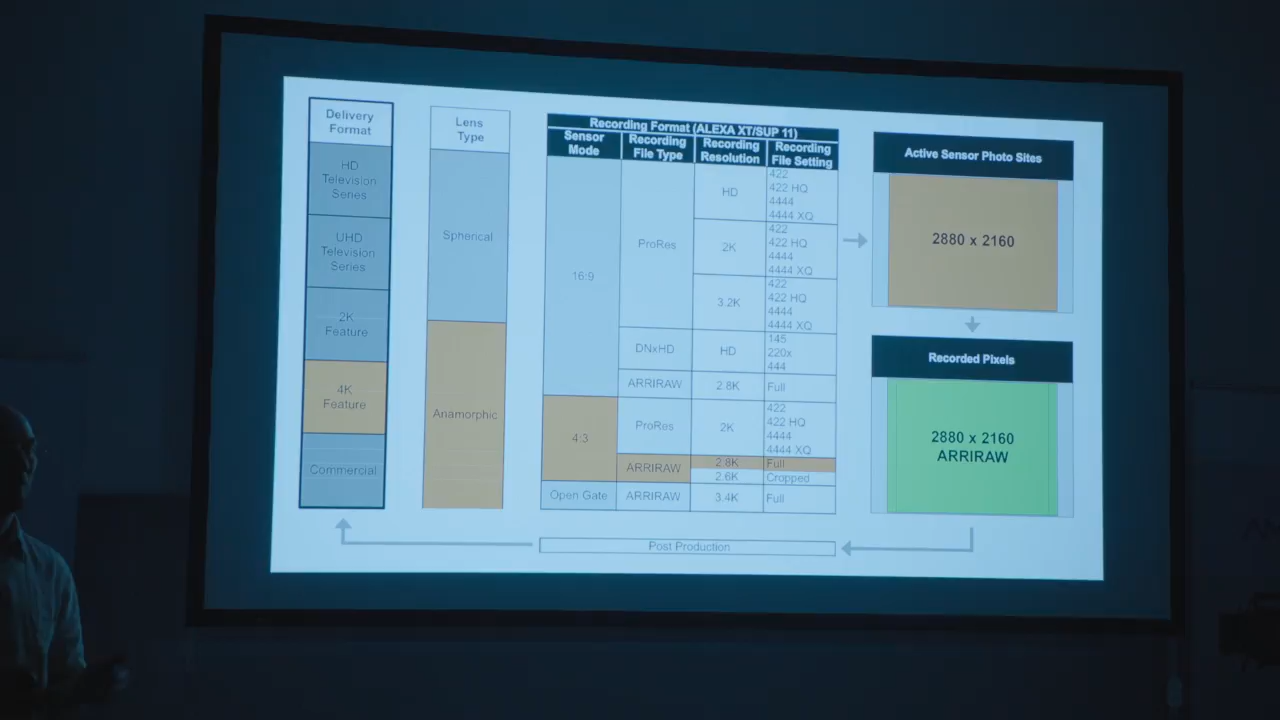 Delivery
Format
HD
Television
Series
UHD
Television
Series
2K
Feature
4K
Feature
Commercial
Lens
Type
Spherical
Anamorphic
Recording Format (ALEXA XT/SUP 11)
Sensor
Mode
Recording
File Type
Recording
Resolution
Recording
File Setting
16:9
ProRes
HD
422
422 HQ
4444
4444 XQ
2K
422
422 HQ
4444
4444 XQ
3.2K
422
422 HQ
4444
4444 XQ
DNxHD
HD
145
220x
444
ARRIRAW
2.8K
Full
4:3
ProRes
2K
422
422 HQ
4444
4444 XQ
ARRIRAW
2.8K
Full
2.6K
Cropped
Open Gate
ARRIRAW
3.4K
Full
Active Sensor Photo Sites
2880 x 2160
Recorded Pixels
2880 x 2160
ARRIRAW
Post Production